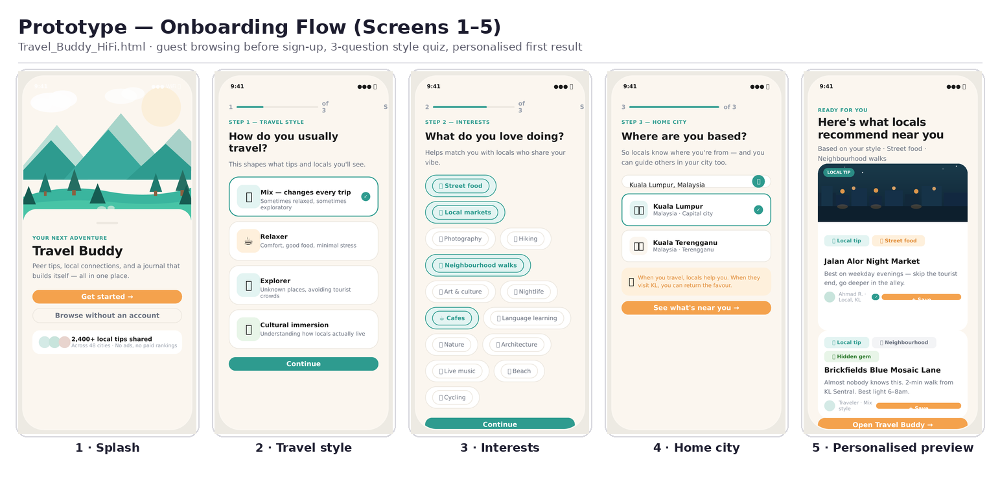 Prototype — Onboarding Flow (Screens 1–5)
Travel_Buddy_HiFi.html · guest browsing before sign-up, 3-question style quiz, personalised first result
YOUR NEXT ADVENTURE
Travel Buddy
Peer tips, local connections, and a journal that
builds itself — all in one place.
Get started →
Browse without an account
2,400+ local tips shared
Across 48 cities · No ads, no paid rankings
1 · Splash
9:41
1 of
3
S
STEP 1 — TRAVEL STYLE
How do you usually
travel?
This shapes what tips and locals you'll see.
Mix — changes every trip
Sometimes relaxed, sometimes
exploratory
Relaxer
Comfort, good food, minimal stress
Explorer
Unknown places, avoiding tourist
crowds
Cultural immersion
Understanding how locals actually live
Continue
2 · Travel style
9:41
2 of
3
S
STEP 2 — INTERESTS
What do you love doing?
Helps match you with locals who share your
vibe.
Street food
Local markets
Photography
Hiking
Neighbourhood walks
Art & culture
Nightlife
Cafes
Language learning
Nature
Architecture
Live music
Beach
Cycling
Continue
3 · Interests
9:41
3 of 3
STEP 3 — HOME CITY
Where are you based?
So locals know where you're from — and you
can guide others in your city too.
Kuala Lumpur, Malaysia
Kuala Lumpur
Malaysia · Capital city
Kuala Terengganu
Malaysia · Terengganu
When you travel, locals help you. When they
visit KL, you can return the favour.
See what's near you →
4 · Home city
9:41
READY FOR YOU
Here's what locals
recommend near you
Based on your style · Street food ·
Neighbourhood walks
LOCAL TIP
Local tip
Street food
Jalan Alor Night Market
Best on weekday evenings — skip the tourist
end, go deeper in the alley.
Ahmad R. ·
Local, KL
+ Save
Local tip
Neighbourhood
Hidden gem
Brickfields Blue Mosaic Lane
Almost nobody knows this. 2-min walk from
KL Sentral. Best light 6–8am.
Traveler · Mix
style
+ Save
Open Travel Buddy →
5 · Personalised preview